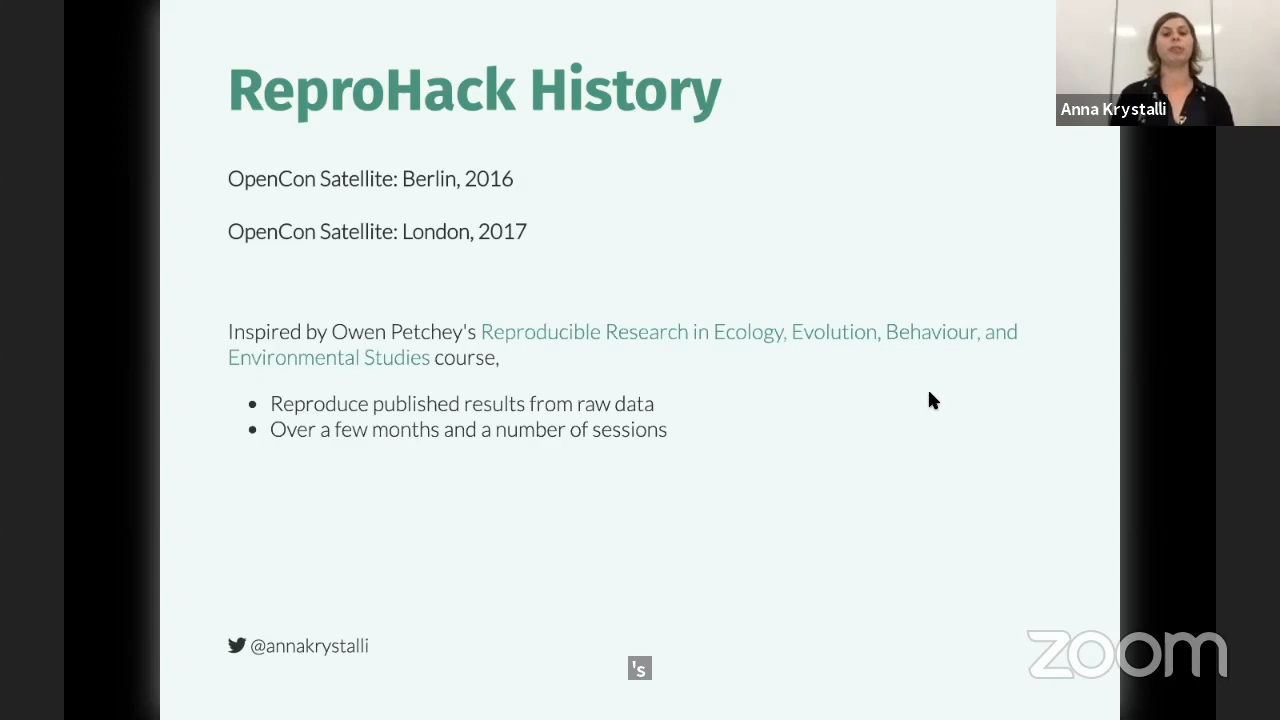 ReproHack History
Anna Krystalli
OpenCon Satellite: Berlin, 2016
OpenCon Satellite: London, 2017
Inspired by Owen Petchey's Reproducible Research in Ecology, Evolution, Behaviour, and
Environmental Studies course,
• Reproduce published results from raw data
• Over a few months and a number of sessions
@annakrystalli
's
zoom